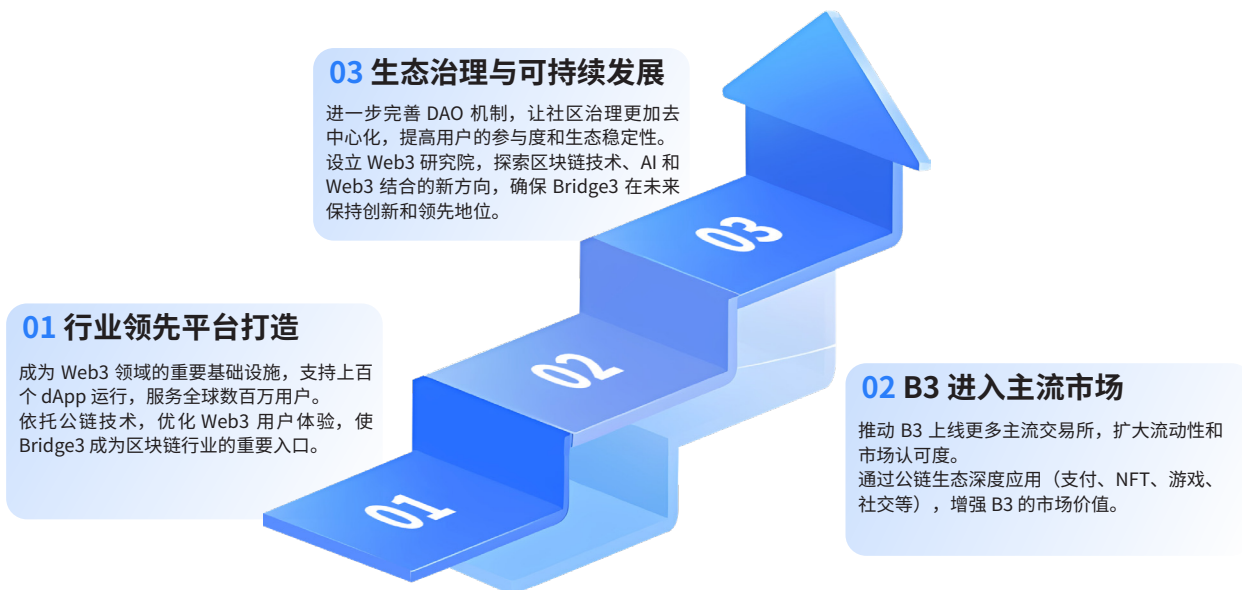 03 生态治理与可持续发展
进一步完善 DAO 机制，让社区治理更加去
中心化，提高用户的参与度和生态稳定性。
设立 Web3 研究院，探索区块链技术、AI 和
Web3 结合的新方向，确保 Bridge3 在未来
保持创新和领先地位。
03
01 行业领先平台打造
成为 Web3 领域的重要基础设施，支持上百
个 dApp 运行，服务全球数百万用户。
依托公链技术，优化 Web3 用户体验，使
Bridge3 成为区块链行业的重要入口。
02
02 B3 进入主流市场
推动 B3 上线更多主流交易所，扩大流动性和
市场认可度。
通过公链生态深度应用（支付、NFT、游戏、
社交等），增强 B3 的市场价值。
01